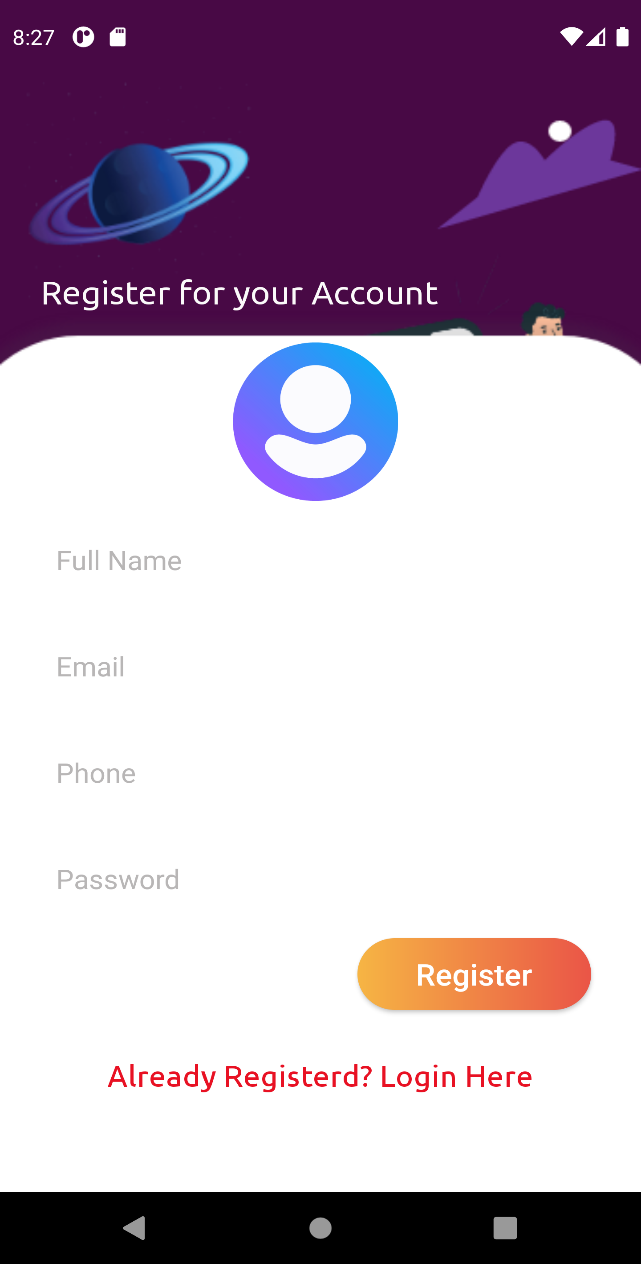 8:27
Register for your Account
Full Name
Email
Phone
Password
Register
Already Registerd? Login Here